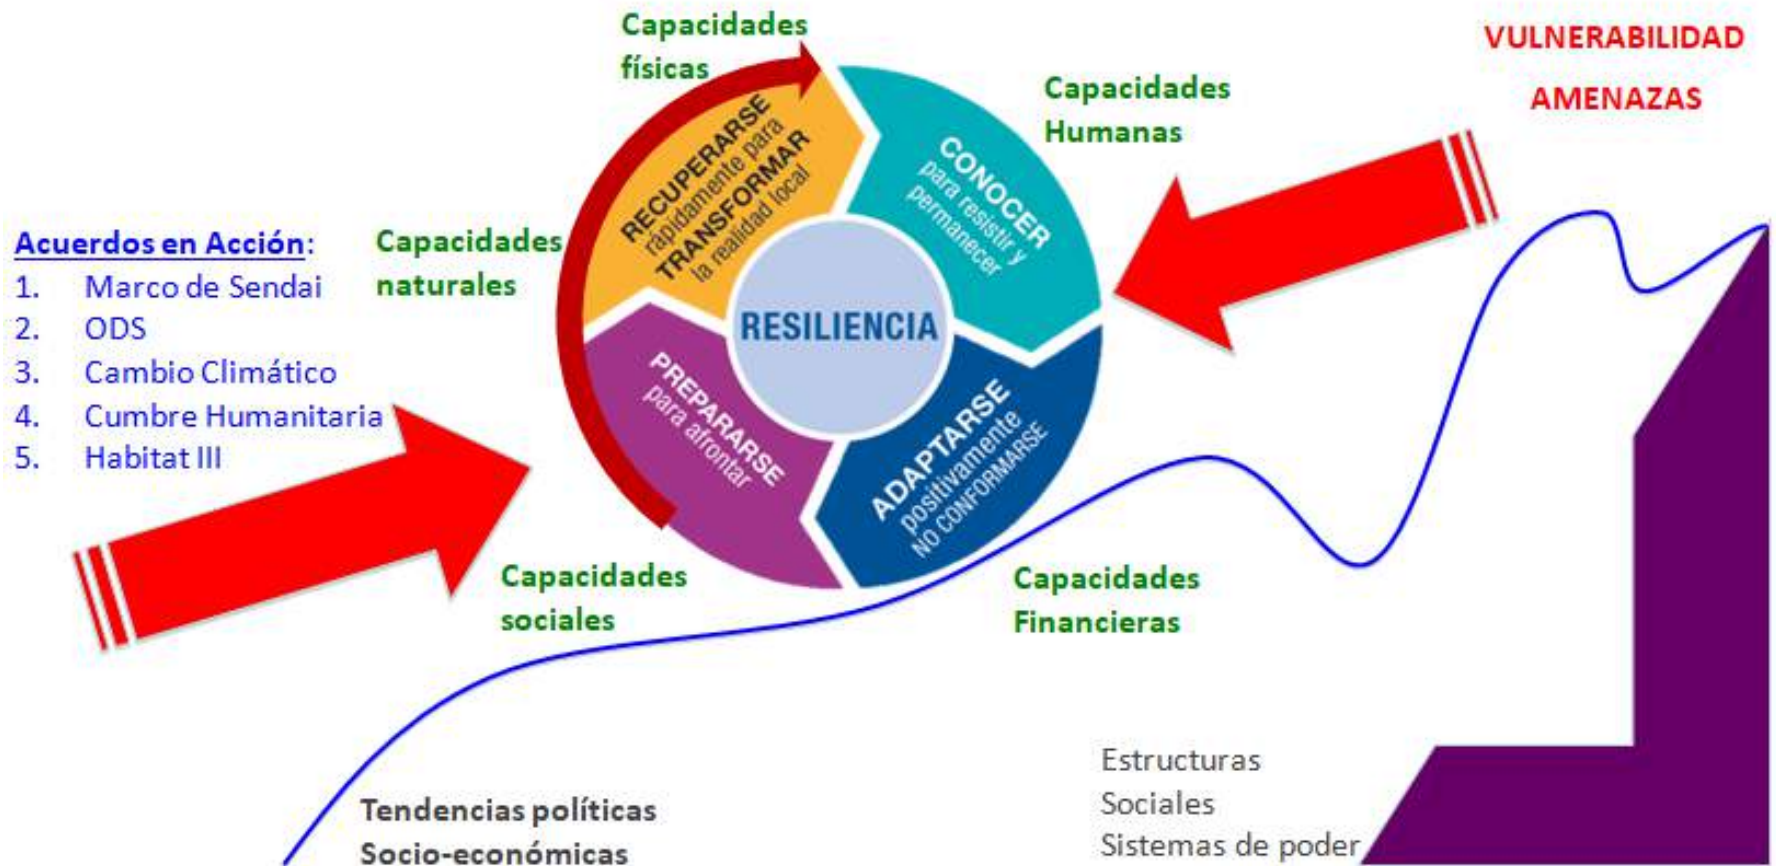 Capacidades
físicas
VULNERABILIDAD
AMENAZAS
Capacidades
Humanas
RECUPERARSE
rápidamente para
TRANSFORMAR
la realidad local
CONOCER
para resistir y
permanecer
Acuerdos en Acción:
1. Marco de Sendai
2. ODS
3. Cambio Climático
4. Cumbre Humanitaria
5. Habitat III
Capacidades
naturales
RESILIENCIA
PREPARARSE
para afrontar
ADAPTARSE
positivamente
NO CONFORMARSE
Capacidades
sociales
Capacidades
Financieras
Tendencias políticas
Socio-económicas
Estructuras
Sociales
Sistemas de poder